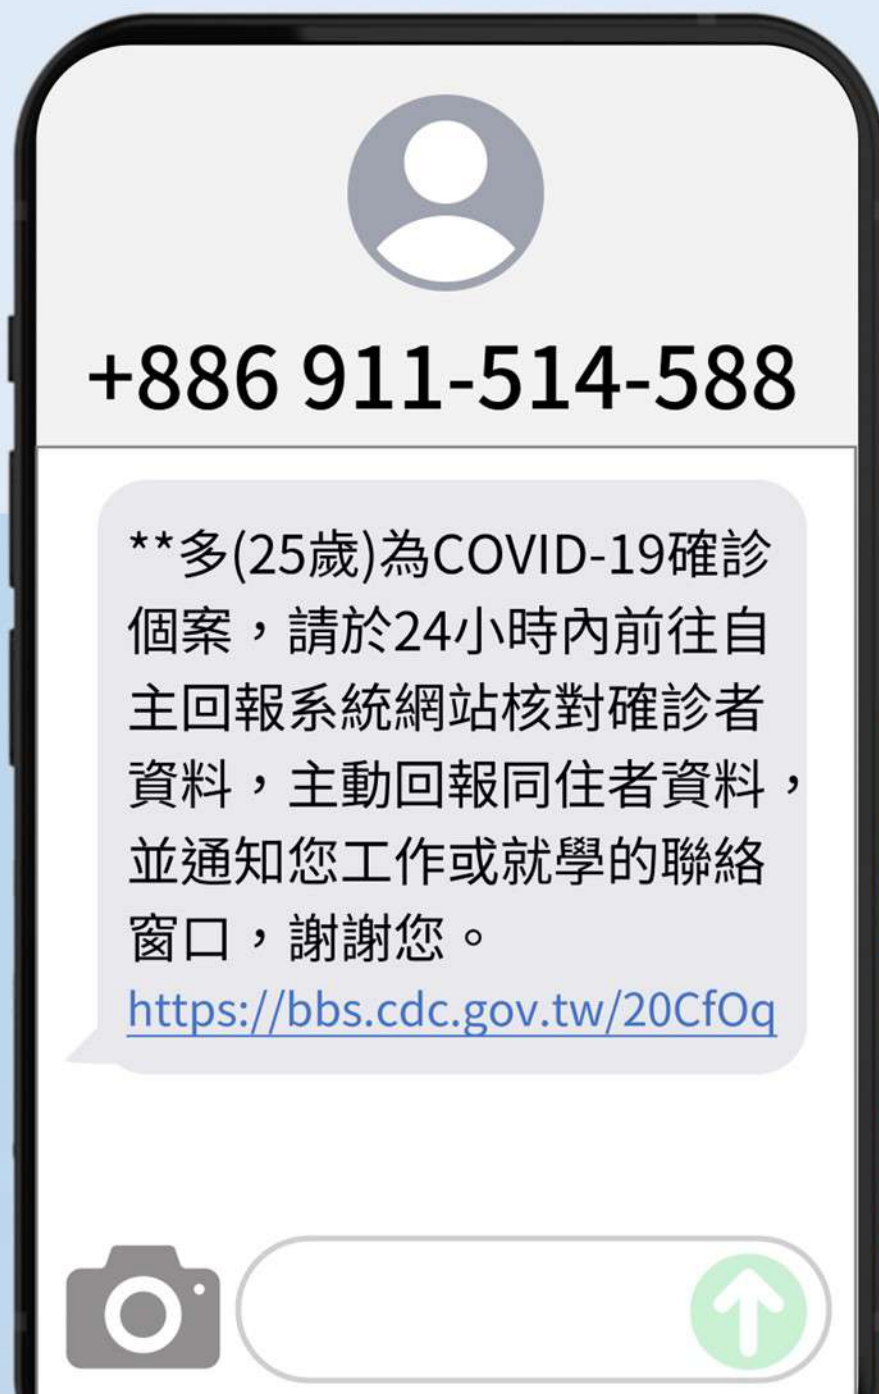 +886 911-514-588
**多(25歲)為COVID-19確診
個案，請於24小時內前往自
主回報系統網站核對確診者
資料，主動回報同住者資料，
並通知您工作或就學的聯絡
窗口，謝謝您。
https://bbs.cdc.gov.tw/20CfOq